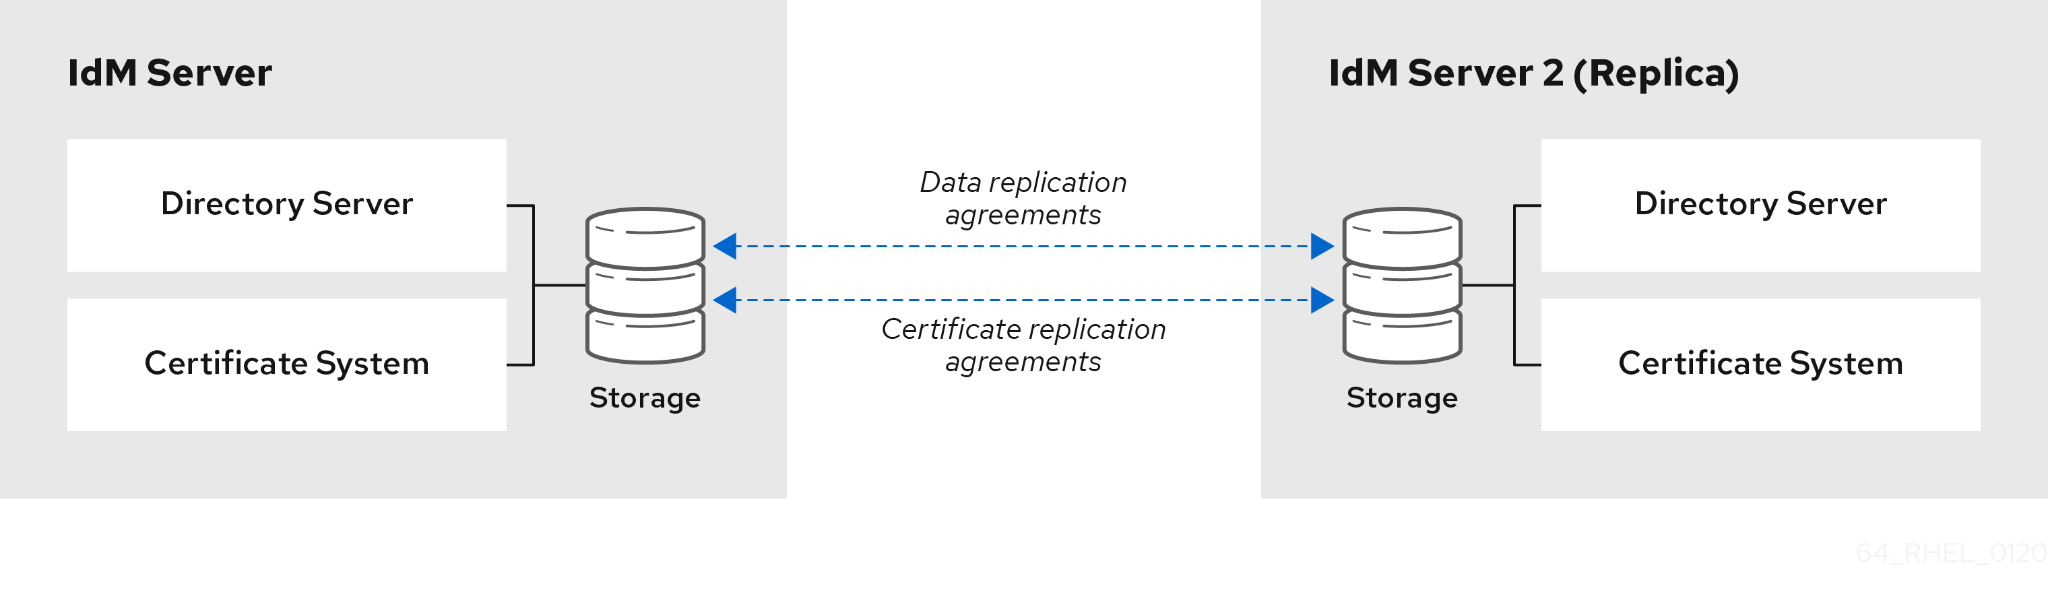 IdM Server
Directory Server
Certificate System
Storage
Data replication
agreements
Certificate replication
agreements
IdM Server 2 (Replica)
Storage
Directory Server
Certificate System
64_RHEL_0120